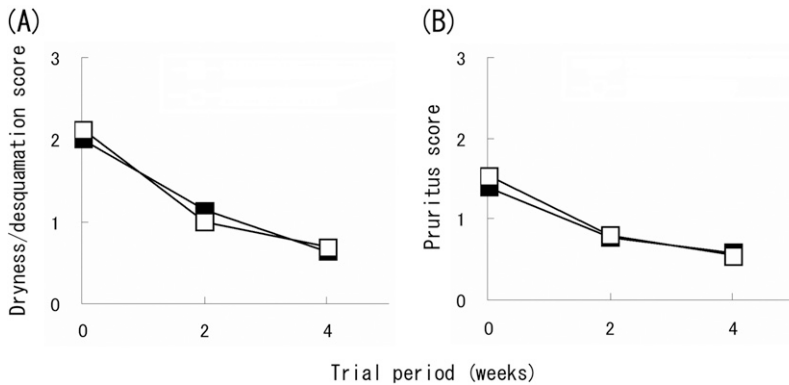 (A)
Dryness/desquamation score
3
2
1
0
0 2 4
(B)
Pruritus score
3
2
1
0
0 2 4
Trial period (weeks)